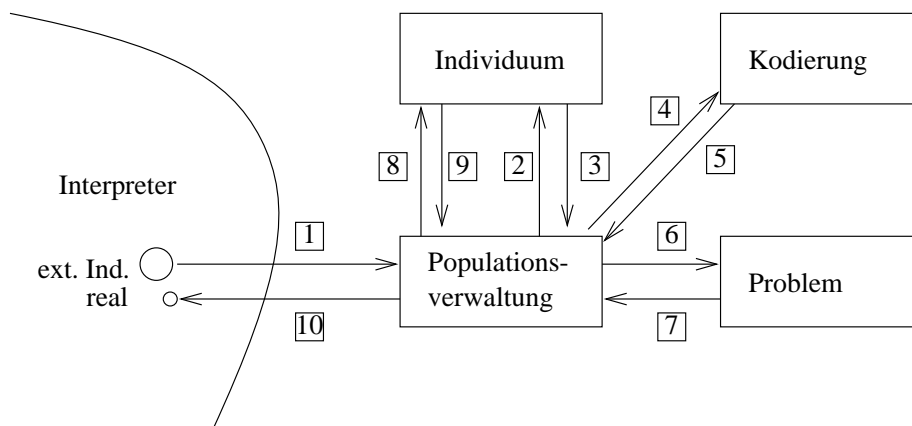 Individuum
Kodierung
4
8
9
2
3
5
Interpreter
1
6
ext. Ind.
real
Populations-
verwaltung
Problem
10
7